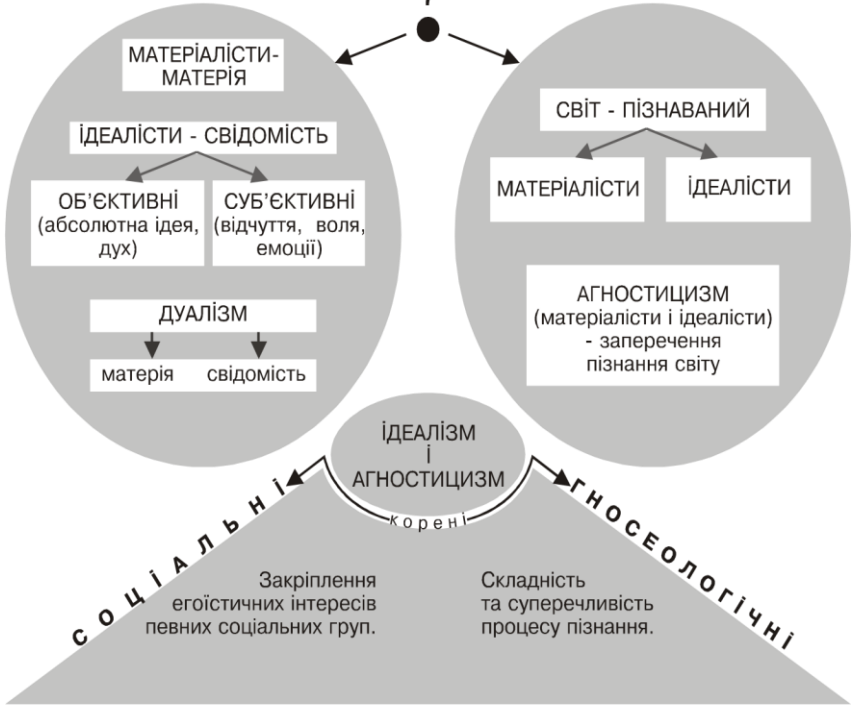 МАТЕРІАЛІСТИ-
МАТЕРІЯ
ІДЕАЛІСТИ - СВІДОМІСТЬ
ОБ’ЄКТИВНІ
(абсолютна ідея,
дух)
СУБ’ЄКТИВНІ
(відчуття, воля,
емоції)
ДУАЛІЗМ
матерія
свідомість
СВІТ - ПІЗНАВАНИЙ
МАТЕРІАЛІСТИ
ІДЕАЛІСТИ
АГНОСТИЦИЗМ
(матеріалісти і ідеалісти)
- заперечення
пізнання світу
ІДЕАЛІЗМ
І
АГНОСТИЦИЗМ
корені
СОЦІАЛЬНІ
ГНОСЕОЛОГІЧНІ
Закріплення
егоїстичних інтересів
певних соціальних груп.
Складність
та суперечливість
процесу пізнання.